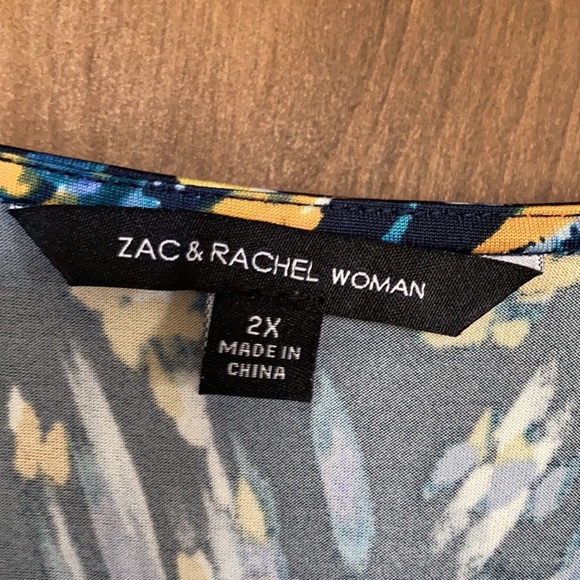 ZAC & RACHEL WOMAN
2X
MADE IN
CHINA